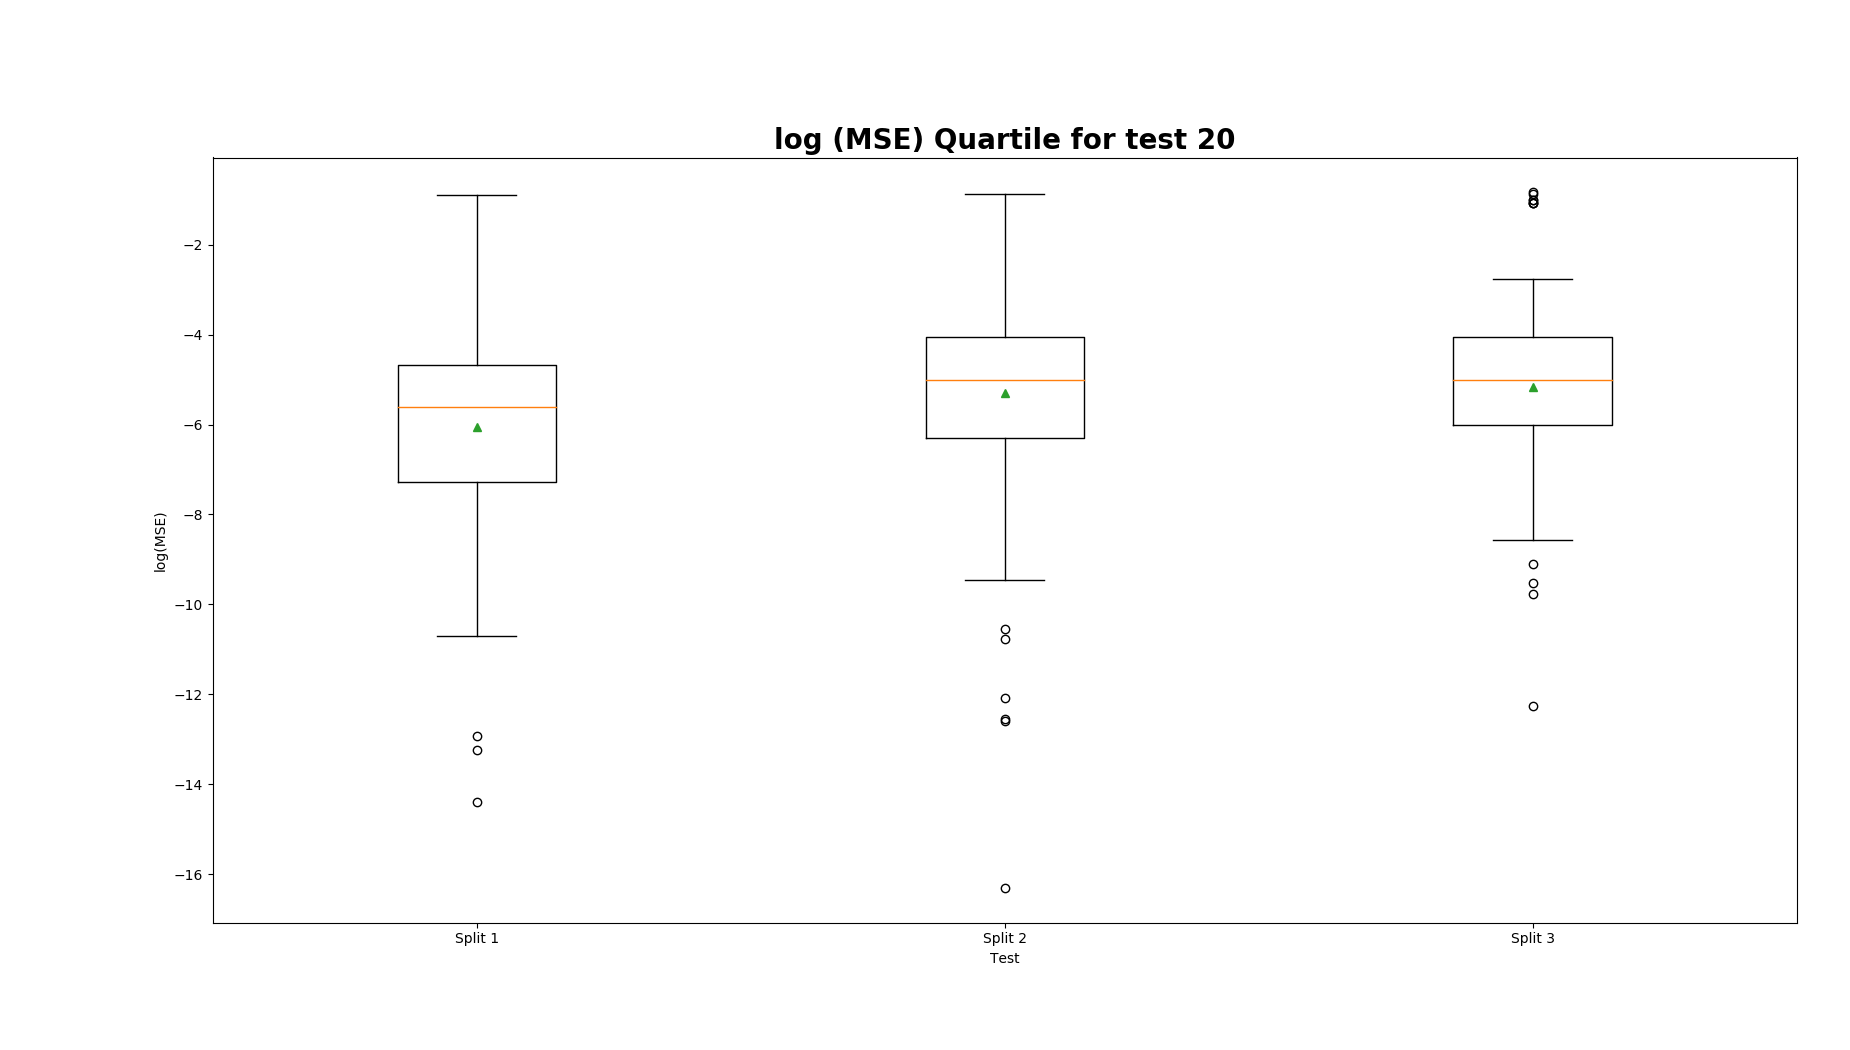 log (MSE) Quartile for test 20
−2
−4
−6
−8
−10
−12
−14
−16
log(MSE)
Split 1
Split 2
Split 3
Test